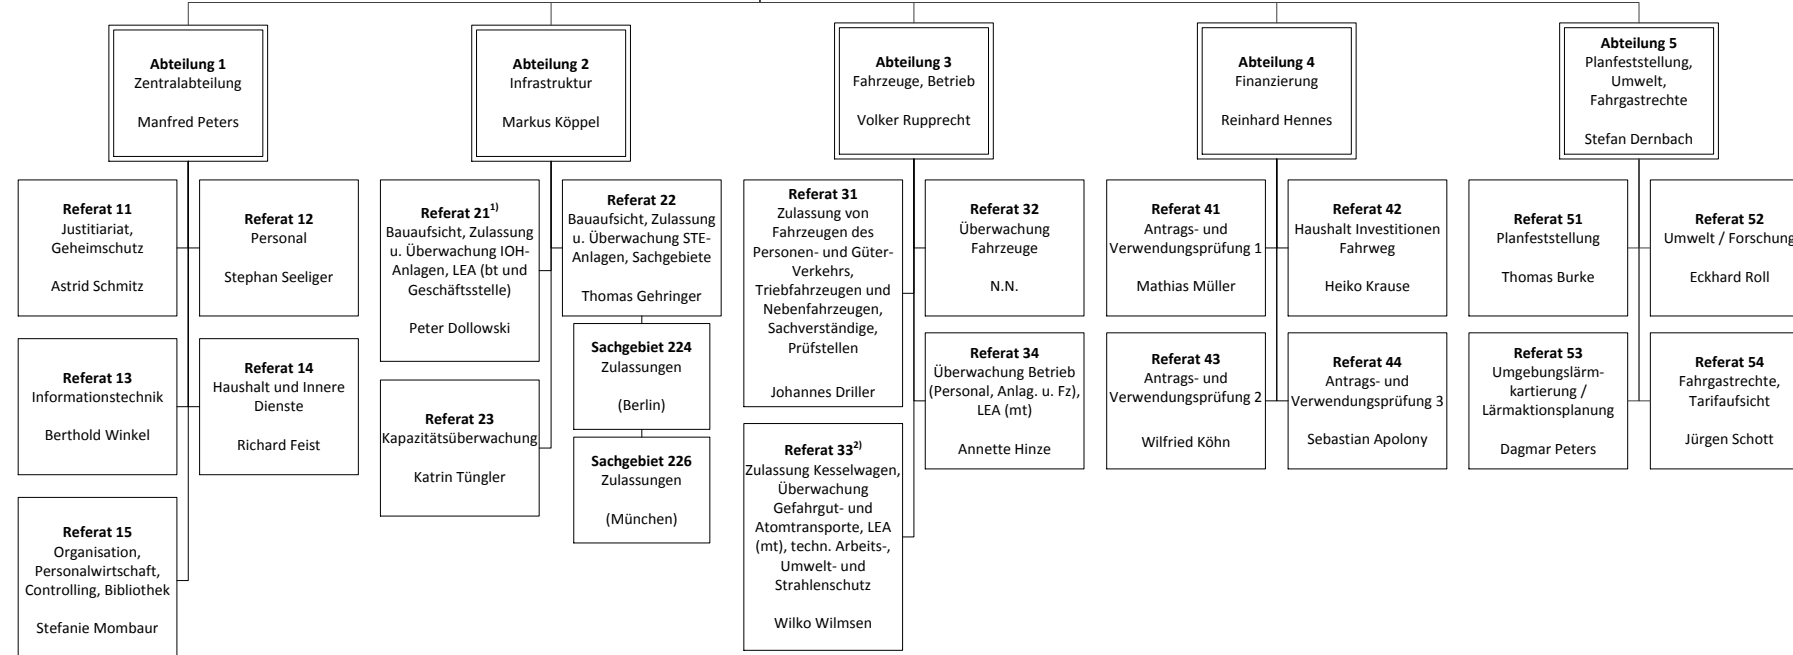 Abteilung 1
Zentralabteilung
Manfred Peters
Abteilung 2
Infrastruktur
Markus Köppel
Abteilung 3
Fahrzeuge, Betrieb
Volker Rupprecht
Abteilung 4
Finanzierung
Reinhard Hennes
Abteilung 5
Planfeststellung,
Umwelt,
Fahrgastrechte
Stefan Dernbach
Referat 11
Justitiariat,
Geheimschutz
Astrid Schmitz
Referat 12
Personal
Stephan Seeliger
Referat 13
Informationstechnik
Berthold Winkel
Referat 14
Haushalt und Innere
Dienste
Richard Feist
Referat 15
Organisation,
Personalwirtschaft,
Controlling, Bibliothek
Stefanie Mombaur
Referat 21¹⁾
Bauaufsicht, Zulassung
u. Überwachung IOH-
Anlagen, LEA (bt und
Geschäftsstelle)
Peter Dollowski
Referat 22
Bauaufsicht, Zulassung
u. Überwachung STE-
Anlagen, Sachgebiete
Thomas Gehringer
Sachgebiet 224
Zulassungen
(Berlin)
Sachgebiet 226
Zulassungen
(München)
Referat 23
Kapazitätsüberwachung
Katrin Tüngler
Referat 31
Zulassung von
Fahrzeugen des
Personen- und Güter-
Verkehrs,
Triebfahrzeugen und
Nebenfahrzeugen,
Sachverständige,
Prüfstellen
Johannes Driller
Referat 32
Überwachung
Fahrzeuge
N.N.
Referat 33²⁾
Zulassung Kesselwagen,
Überwachung
Gefahrgut- und
Atomtransporte, LEA
(mt), techn. Arbeits-,
Umwelt- und
Strahlenschutz
Wilko Wilmsen
Referat 34
Überwachung Betrieb
(Personal, Anlag. u. Fz),
LEA (mt)
Annette Hinze
Referat 41
Antrags- und
Verwendungsprüfung 1
Mathias Müller
Referat 42
Haushalt Investitionen
Fahrweg
Heiko Krause
Referat 43
Antrags- und
Verwendungsprüfung 2
Wilfried Köhn
Referat 44
Antrags- und
Verwendungsprüfung 3
Sebastian Apolony
Referat 51
Planfeststellung
Thomas Burke
Referat 52
Umwelt / Forschung
Eckhard Roll
Referat 53
Umgebungslärm-
kartierung /
Lärmaktionsplanung
Dagmar Peters
Referat 54
Fahrgastrechte,
Tarifaufsicht
Jürgen Schott